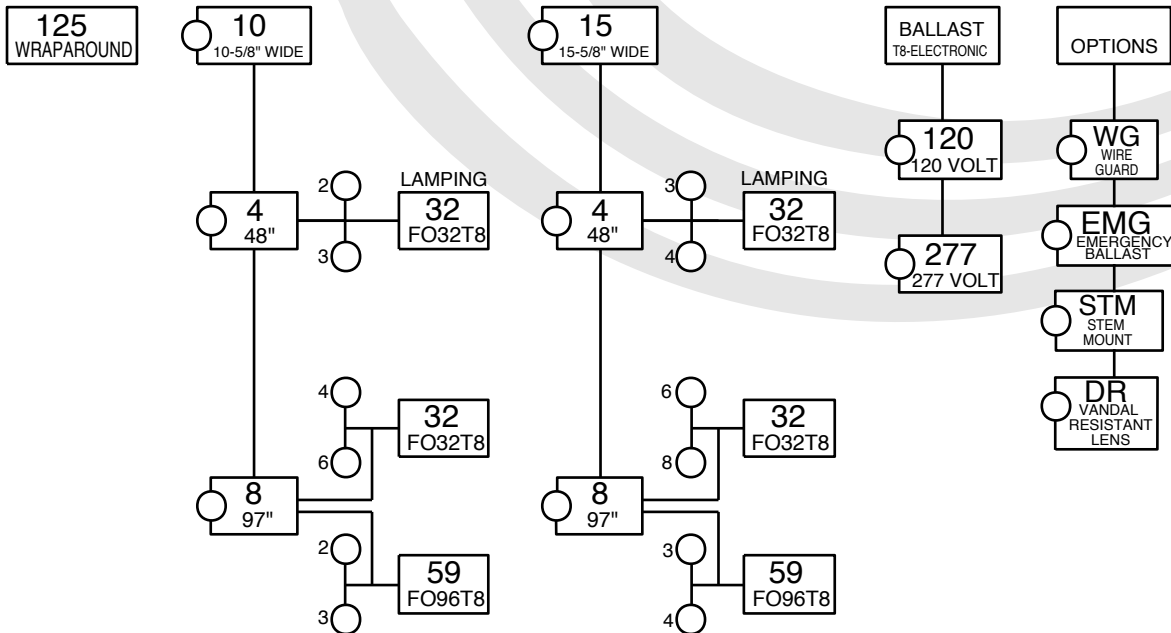 125
WRAPAROUND
10
10-5/8" WIDE
15
15-5/8" WIDE
BALLAST
T8-ELECTRONIC
OPTIONS
120
120 VOLT
WG
WIRE
GUARD
2
LAMPING
3
LAMPING
4
48"
32
FO32T8
4
48"
32
FO32T8
3
4
277
277 VOLT
EMG
EMERGENCY
BALLAST
STM
STEM
MOUNT
4
32
FO32T8
6
6
32
FO32T8
8
DR
VANDAL
RESISTANT
LENS
8
97"
8
97"
2
59
FO96T8
3
3
59
FO96T8
4